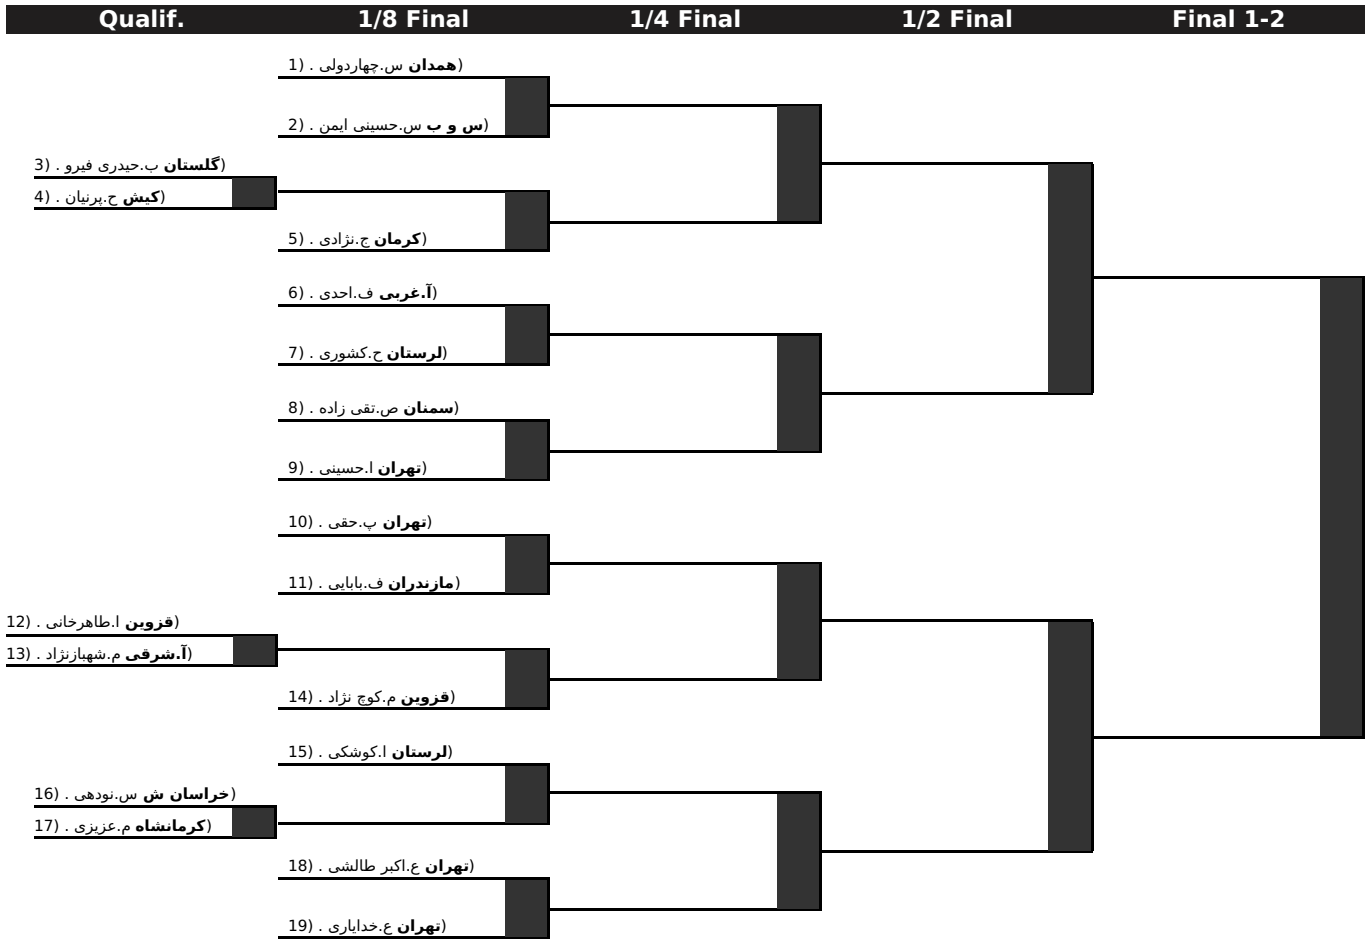 Qualif. 1/8 Final 1/4 Final 1/2 Final Final 1-2
1) . س.چهاردولی همدان)
2) . س.حسینی ایمن س و ب)
3) . ب.حیدری فیرو گلستان)
4) . ح.پرنیان کیش)
5) . ج.نژادی کرمان)
6) . ف.احدی آ.غربی)
7) . ح.کشوری لرستان)
8) . ص.تقی زاده سمنان)
9) . ا.حسینی تهران)
10) . پ.حقی تهران)
11) . ف.بابایی مازندران)
12) . ا.طاهرخانی قزوین)
13) . م.شهبازنژاد آ.شرقی)
14) . م.کوچ نژاد قزوین)
15) . ا.کوشکی لرستان)
16) . س.نودهی خراسان ش)
17) . م.عزیزی کرمانشاه)
18) . ع.اکبر طالشی تهران)
19) . ع.خدایاری تهران)